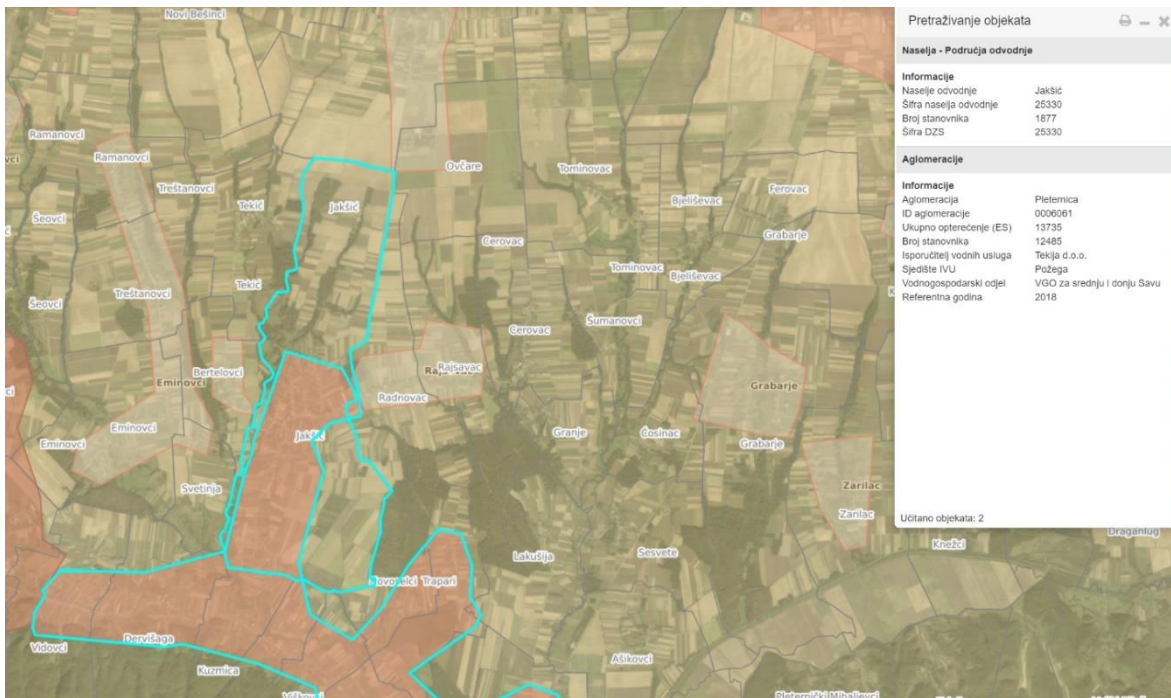 Novi Bešinci
Ramanovci
Ramanovci
Treštanovci
Tekić
Jakšić
Ovčare
Tominovac
Bjeliševac
Ferovac
Šeovci
Cerovac
Grabarje
Tominovac
Bjeliševac
Tekić
Treštanovci
Šeovci
Šumanovci
Cerovac
Bertelovci
Rajsavac
Eminovci
Grabarje
Radnovac
Eminovci
Eminovci
Jakšić
Granje
Ćosinac
Grabarje
Svetinja
Zarilac
Zarilac
Knežci
Draganlug
Lakušija
Sesvete
Novoselci
Trapari
Dervišaga
Vidovci
Kuzmica
Ašikovci
Viškovci
Pleternički Mihaljevci
Pretraživanje objekata
Naselja - Područja odvodnje
Informacije
Naselje odvodnje Jakšić
Šifra naselja odvodnje 25330
Broj stanovnika 1877
Šifra DZS 25330
Aglomeracije
Informacije
Aglomeracija Pleternica
ID aglomeracije 0006061
Ukupno opterećenje (ES) 13735
Broj stanovnika 12485
Isporučitelj vodnih usluga Tekija d.o.o.
Sjedište IVU Požega
Vodnogospodarski odjel VGO za srednju i donju Savu
Referentna godina 2018
Učitano objekata: 2